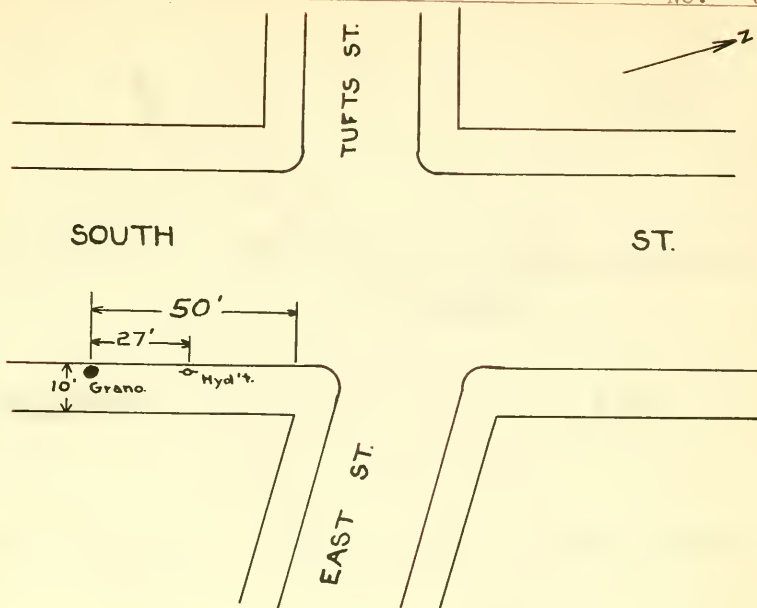 TUFTS ST.
N
SOUTH ST.
50'
27'
10' Grano. Hyd't.
EAST ST.